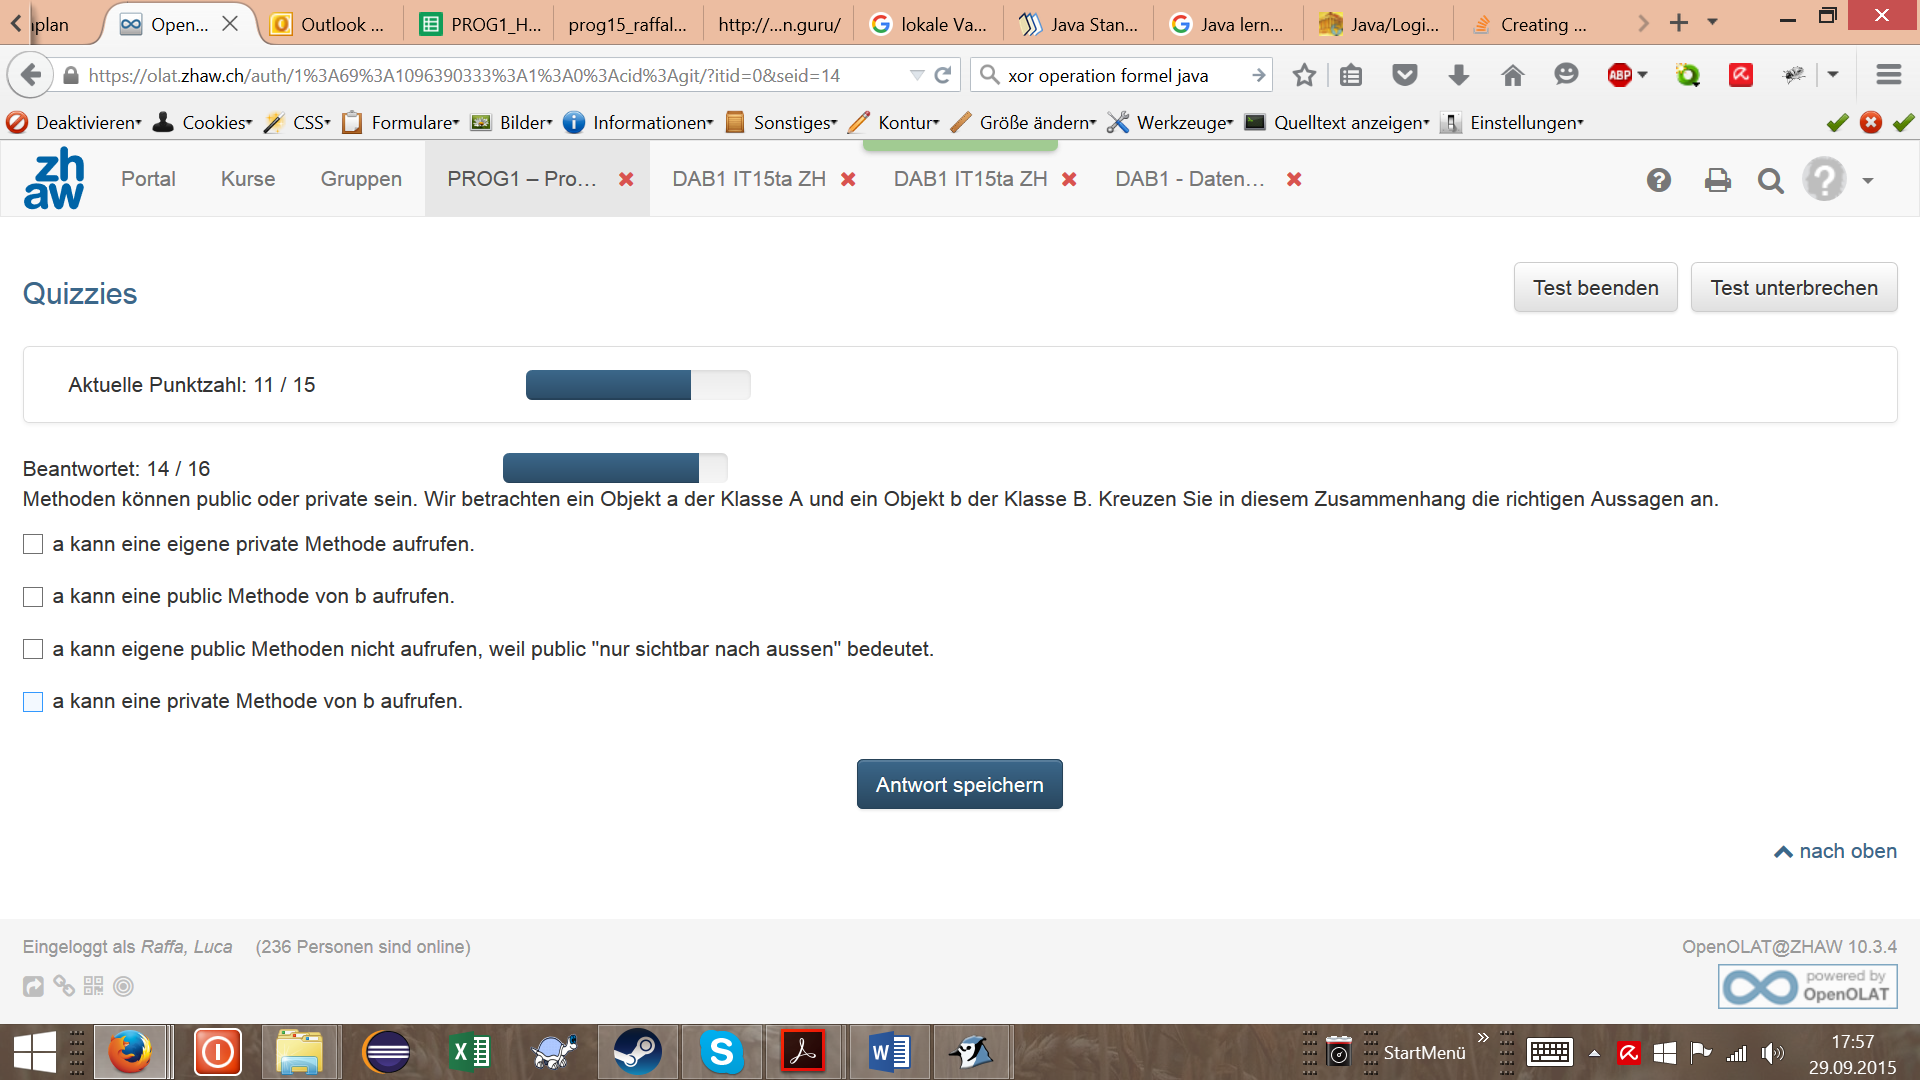 plan
Open...
Outlook ...
PROG1_H...
prog15_raffal...
http://...n.guru/
lokale Va...
Java Stan...
Java lern...
Java/Logi...
Creating ...
https://olat.zhaw.ch/auth/1%3A69%3A1096390333%3A1%3A0%3Acid%3Agit/?itid=0&seid=14
xor operation formel java
ABP
Deaktivieren
Cookies
CSS
Formulare
Bilder
Informationen
Sonstiges
Kontur
Größe ändern
Werkzeuge
Quelltext anzeigen
Einstellungen
zh
aw
Portal
Kurse
Gruppen
PROG1 – Pro...
DAB1 IT15ta ZH
DAB1 IT15ta ZH
DAB1 - Daten...
Quizzies
Test beenden
Test unterbrechen
Aktuelle Punktzahl: 11 / 15
Beantwortet: 14 / 16
Methoden können public oder private sein. Wir betrachten ein Objekt a der Klasse A und ein Objekt b der Klasse B. Kreuzen Sie in diesem Zusammenhang die richtigen Aussagen an.
a kann eine eigene private Methode aufrufen.
a kann eine public Methode von b aufrufen.
a kann eigene public Methoden nicht aufrufen, weil public "nur sichtbar nach aussen" bedeutet.
a kann eine private Methode von b aufrufen.
Antwort speichern
nach oben
Eingeloggt als Raffa, Luca (236 Personen sind online)
OpenOLAT@ZHAW 10.3.4
powered by
OpenOLAT
StartMenü
17:57
29.09.2015